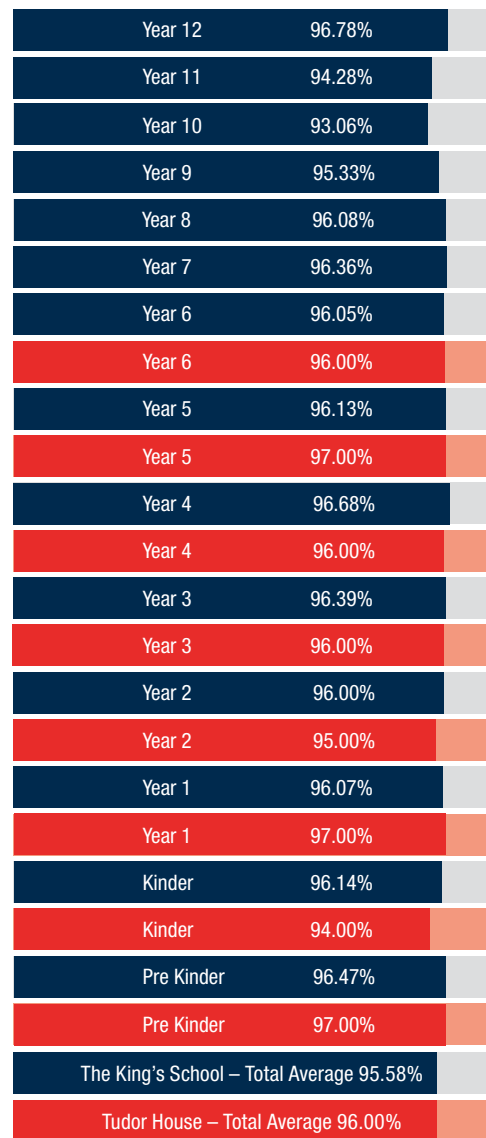 Year 12 96.78%
Year 11 94.28%
Year 10 93.06%
Year 9 95.33%
Year 8 96.08%
Year 7 96.36%
Year 6 96.05%
Year 6 96.00%
Year 5 96.13%
Year 5 97.00%
Year 4 96.68%
Year 4 96.00%
Year 3 96.39%
Year 3 96.00%
Year 2 96.00%
Year 2 95.00%
Year 1 96.07%
Year 1 97.00%
Kinder 96.14%
Kinder 94.00%
Pre Kinder 96.47%
Pre Kinder 97.00%
The King’s School – Total Average 95.58%
Tudor House – Total Average 96.00%